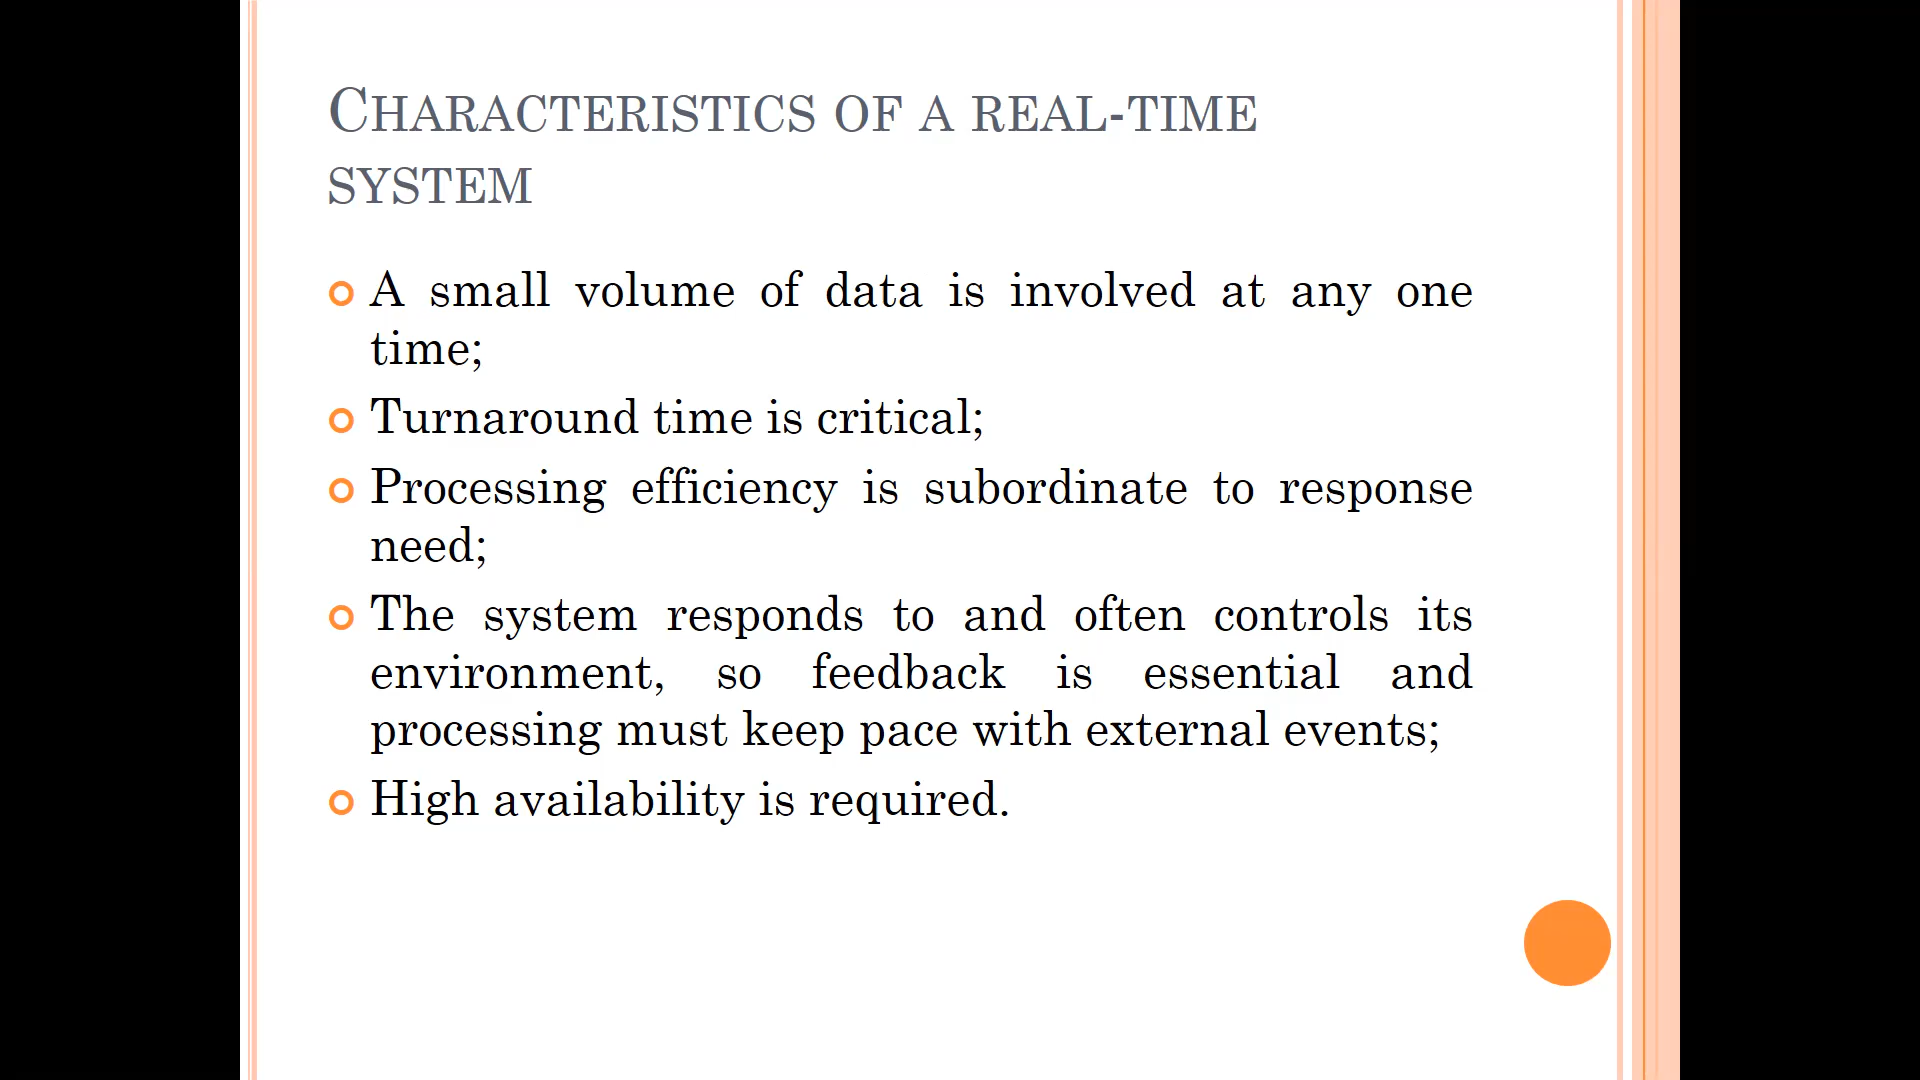 CHARACTERISTICS OF A REAL-TIME
SYSTEM
A small volume of data is involved at any one
time;
Turnaround time is critical;
Processing efficiency is subordinate to response
need;
The system responds to and often controls its
environment, so feedback is essential and
processing must keep pace with external events;
High availability is required.